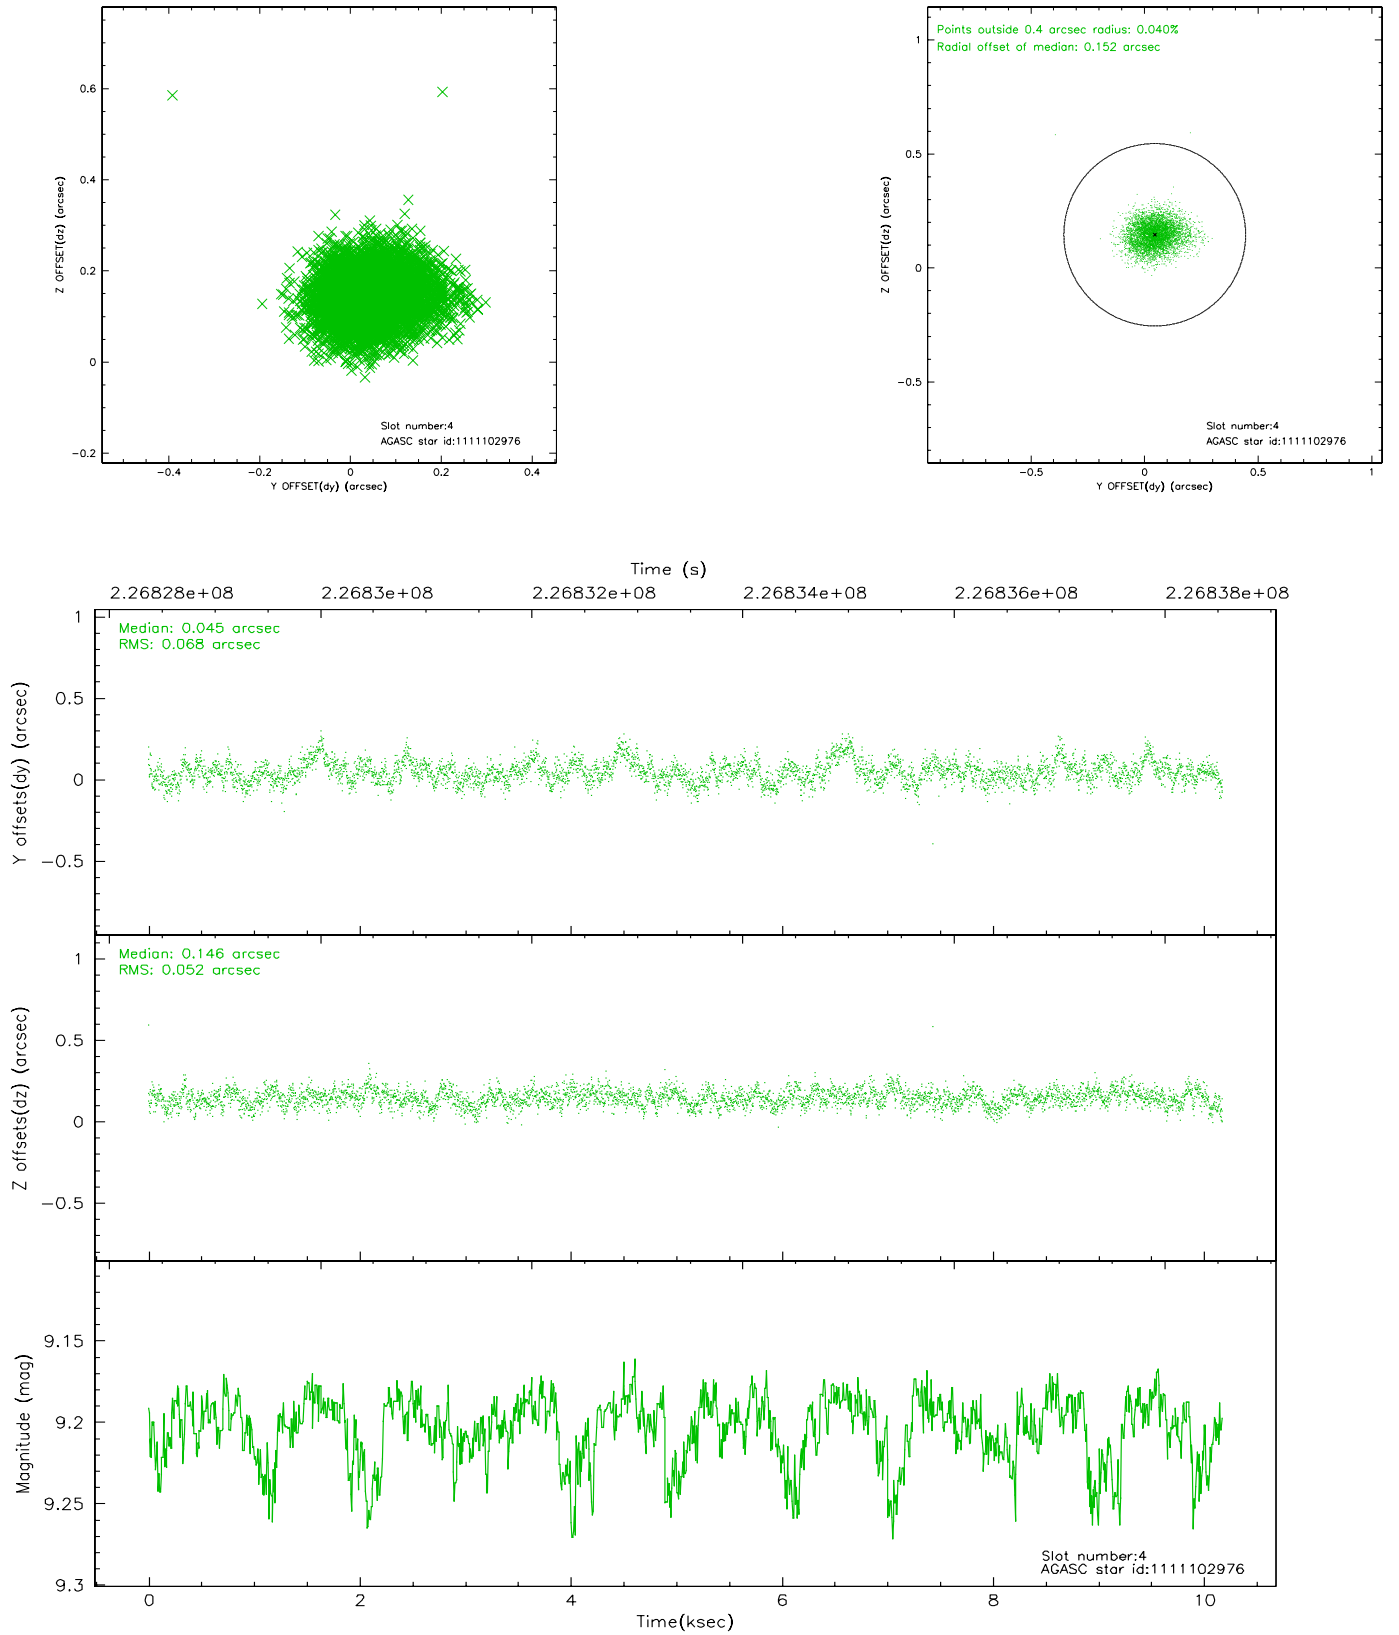 Z OFFSET(dz) (arcsec)
0.6
0.4
0.2
0
−0.2
−0.4
−0.2
0
0.2
0.4
Y OFFSET(dy) (arcsec)
Slot number:4
AGASC star id:1111102976
Points outside 0.4 arcsec radius: 0.040%
Radial offset of median: 0.152 arcsec
Z OFFSET(dz) (arcsec)
1
0.5
0
−0.5
−0.5
0
0.5
1
Y OFFSET(dy) (arcsec)
Slot number:4
AGASC star id:1111102976
Time (s)
2.26828e+08
2.2683e+08
2.26832e+08
2.26834e+08
2.26836e+08
2.26838e+08
Median: 0.045 arcsec
RMS: 0.068 arcsec
Y offsets(dy) (arcsec)
1
0.5
0
−0.5
Median: 0.146 arcsec
RMS: 0.052 arcsec
Z offsets(dz) (arcsec)
1
0.5
0
−0.5
Magnitude (mag)
9.15
9.2
9.25
9.3
Slot number:4
AGASC star id:1111102976
0
2
4
6
8
10
Time(ksec)